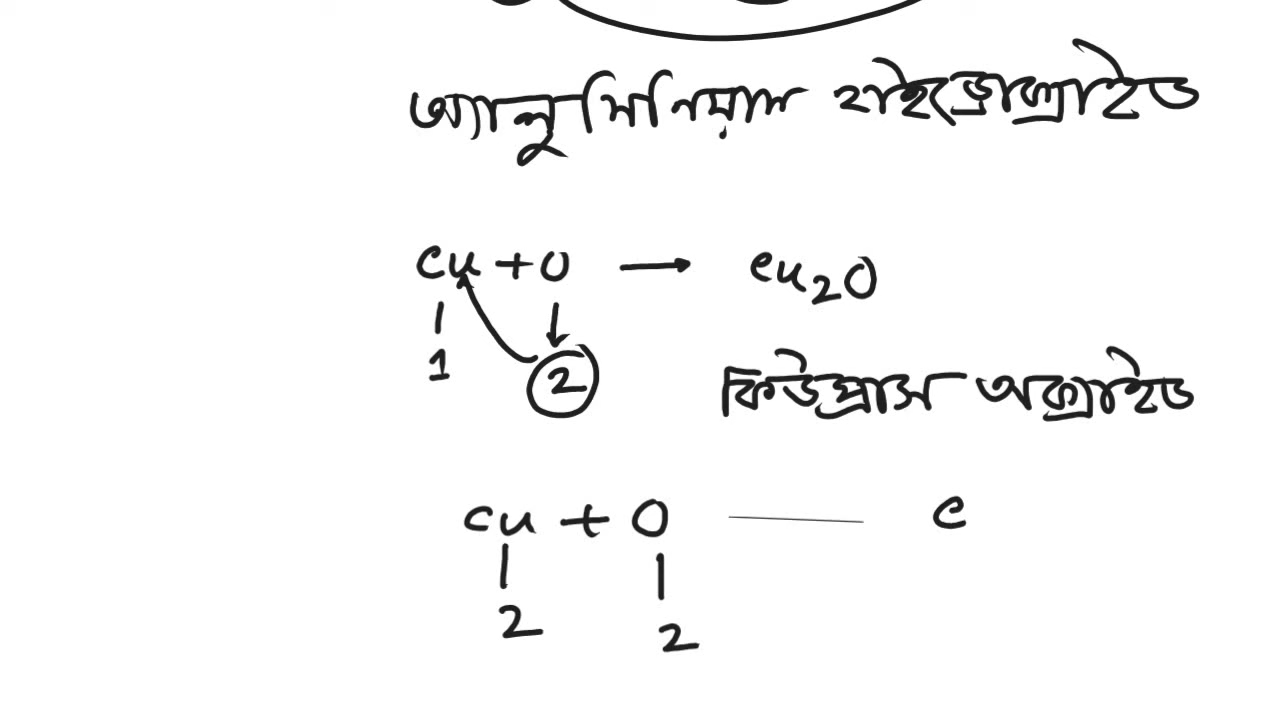 অ্যালুমিনিয়াম হাইড্রোক্সাইড
Cu + O → Cu₂O
1 2
কিউপ্রাস অক্সাইড
Cu + O — C
2 2